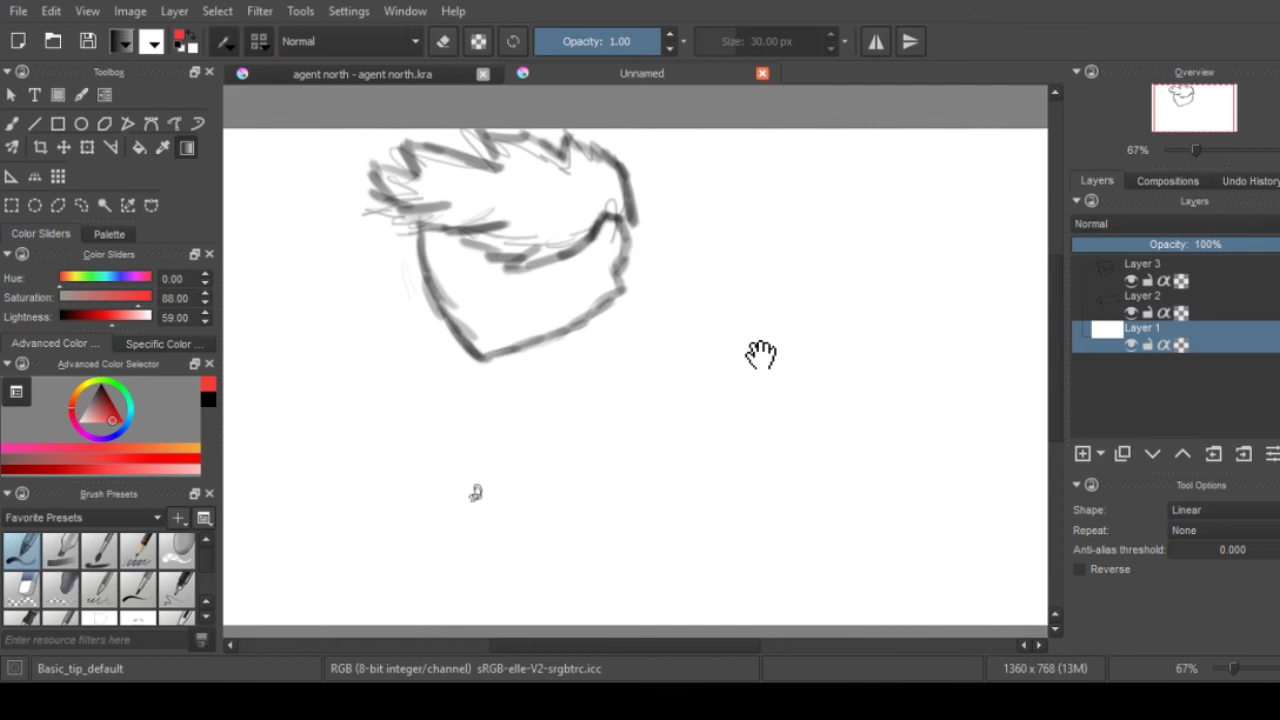 File Edit View Image Layer Select Filter Tools Settings Window Help
Normal
Opacity: 1.00
Size: 30.00 px
Toolbox
agent north - agent north.kra
Unnamed
Overview
67%
Layers Compositions Undo History
Layers
Normal
Opacity: 100%
Layer 3
Layer 2
Layer 1
Color Sliders Palette
Color Sliders
Hue: 0.00
Saturation: 88.00
Lightness: 59.00
Advanced Color ... Specific Color ...
Advanced Color Selector
Brush Presets
Favorite Presets
Enter resource filters here
Tool Options
Shape: Linear
Repeat: None
Anti-alias threshold: 0.000
Reverse
Basic_tip_default
RGB (8-bit integer/channel) sRGB-elle-V2-srgbtrc.icc
1360 x 768 (13M)
67%